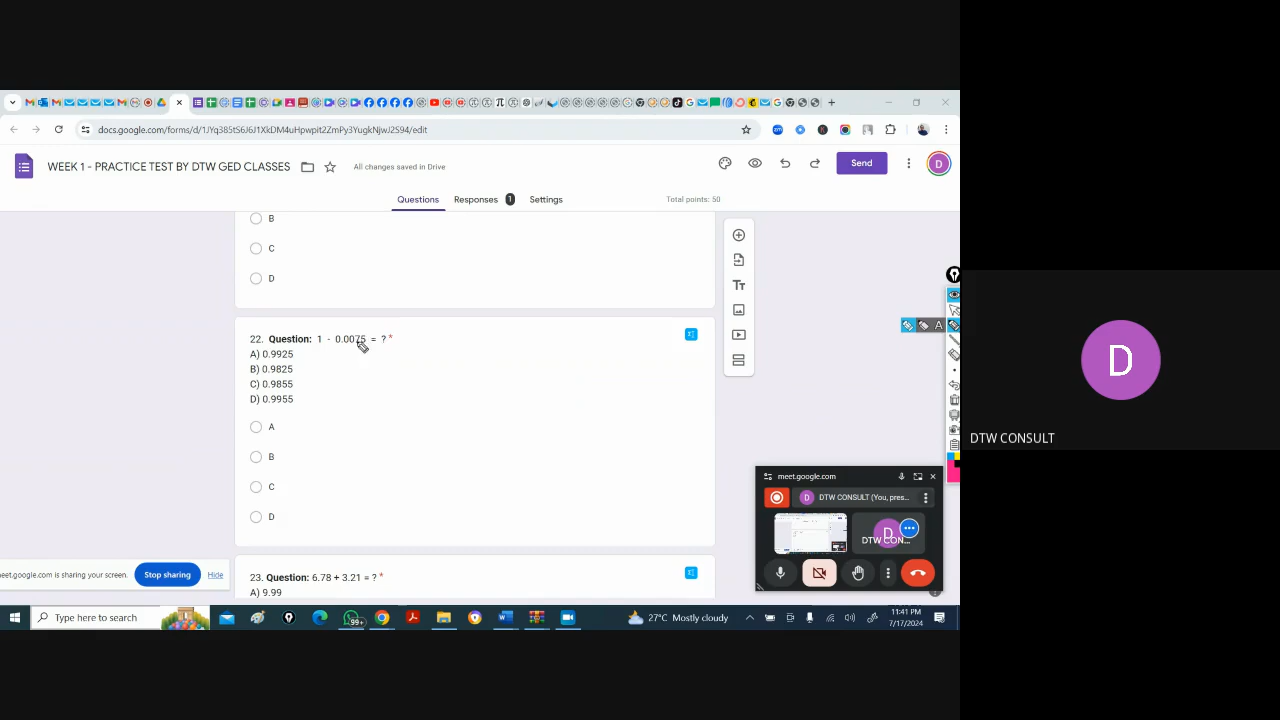 docs.google.com/forms/d/1JYq385tS6J6J1XkDM4uHpwpit2ZmPy3YugkNjwJ2S94/edit
WEEK 1 - PRACTICE TEST BY DTW GED CLASSES
All changes saved in Drive
Send
D
Questions
Responses
1
Settings
Total points: 50
B
C
D
22. Question: 1 - 0.0075 = ? *
A) 0.9925
B) 0.9825
C) 0.9855
D) 0.9955
A
B
C
D
23. Question: 6.78 + 3.21 = ? *
A) 9.99
Tt
A
meet.google.com
D
DTW CONSULT (You, pres...
D
DTW CON...
meet.google.com is sharing your screen.
Stop sharing
Hide
Type here to search
99+
27°C Mostly cloudy
11:41 PM
7/17/2024
D
DTW CONSULT